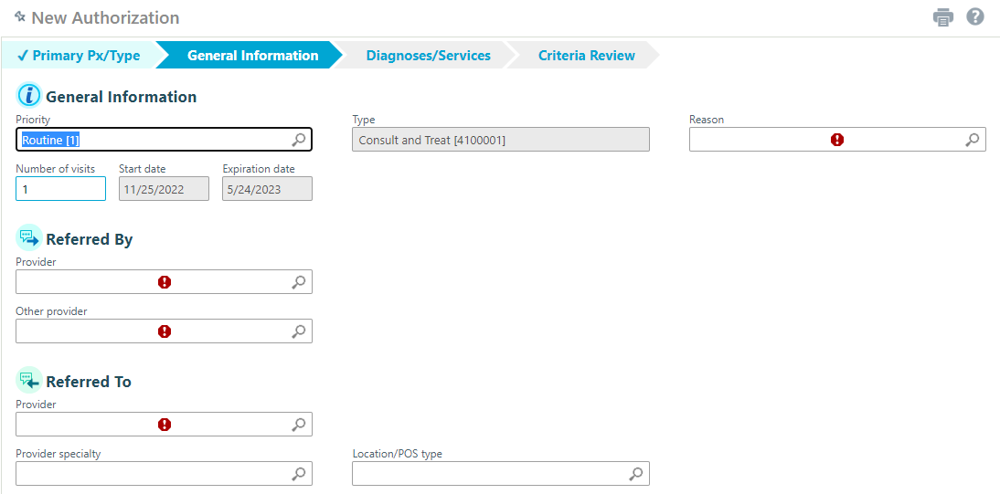 New Authorization
✓ Primary Px/Type
General Information
Diagnoses/Services
Criteria Review
General Information
Priority
Type
Reason
Routine [1]
Consult and Treat [4100001]
Number of visits
Start date
Expiration date
1
11/25/2022
5/24/2023
Referred By
Provider
Other provider
Referred To
Provider
Provider specialty
Location/POS type